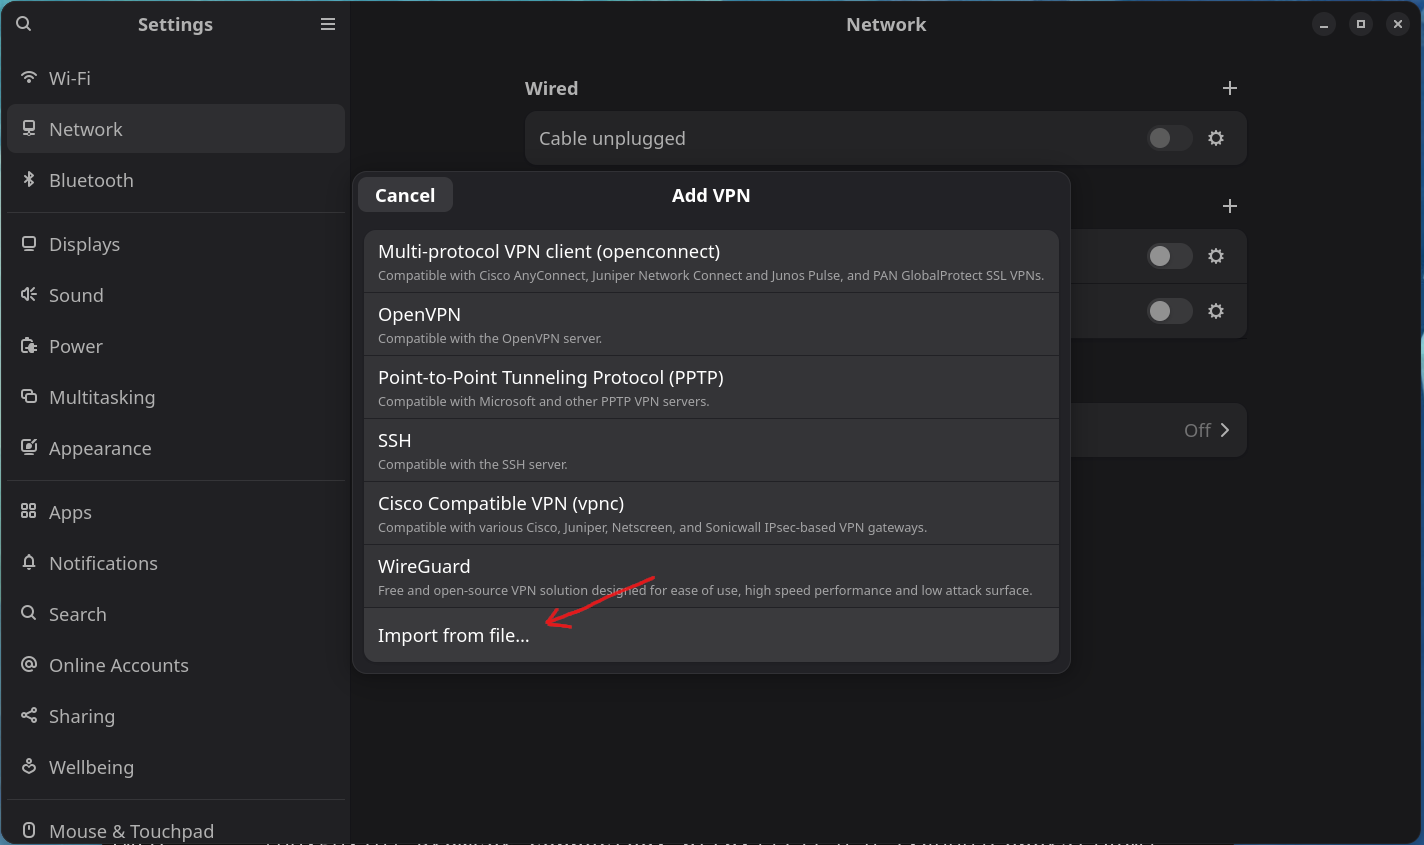 Settings
Network
Wi-Fi
Network
Bluetooth
Displays
Sound
Power
Multitasking
Appearance
Apps
Notifications
Search
Online Accounts
Sharing
Wellbeing
Mouse & Touchpad
Wired
Cable unplugged
Cancel
Add VPN
Multi-protocol VPN client (openconnect)
Compatible with Cisco AnyConnect, Juniper Network Connect and Junos Pulse, and PAN GlobalProtect SSL VPNs.
OpenVPN
Compatible with the OpenVPN server.
Point-to-Point Tunneling Protocol (PPTP)
Compatible with Microsoft and other PPTP VPN servers.
SSH
Compatible with the SSH server.
Cisco Compatible VPN (vpnc)
Compatible with various Cisco, Juniper, Netscreen, and Sonicwall IPsec-based VPN gateways.
WireGuard
Free and open-source VPN solution designed for ease of use, high speed performance and low attack surface.
Import from file…
Off